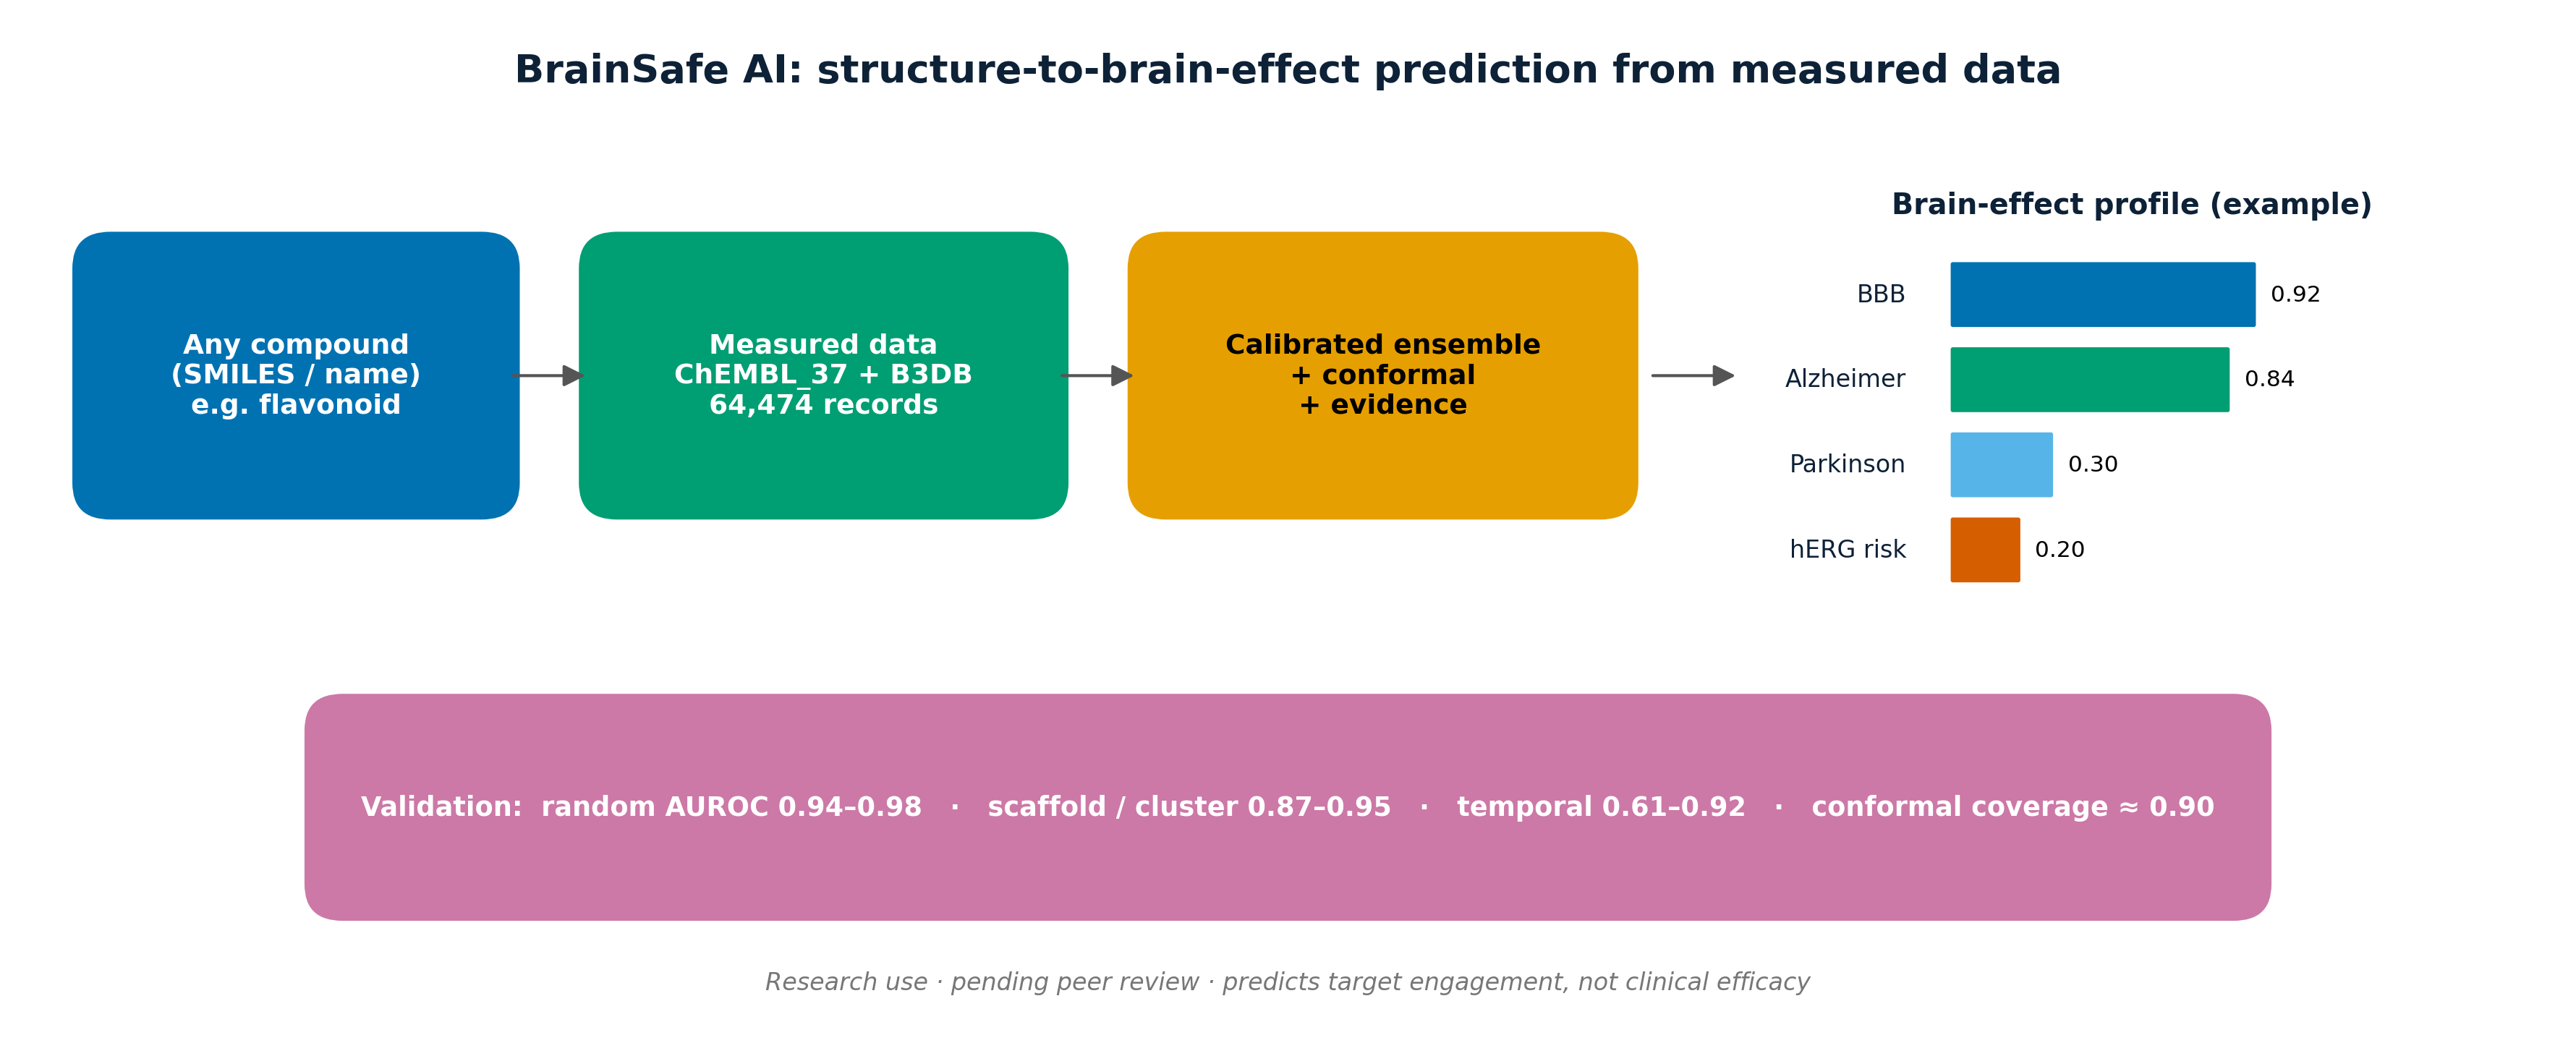 BrainSafe AI: structure-to-brain-effect prediction from measured data
Any compound
(SMILES / name)
e.g. flavonoid
Measured data
ChEMBL_37 + B3DB
64,474 records
Calibrated ensemble
+ conformal
+ evidence
Brain-effect profile (example)
BBB 0.92
Alzheimer 0.84
Parkinson 0.30
hERG risk 0.20
Validation: random AUROC 0.94–0.98 · scaffold / cluster 0.87–0.95 · temporal 0.61–0.92 · conformal coverage ≈ 0.90
Research use · pending peer review · predicts target engagement, not clinical efficacy